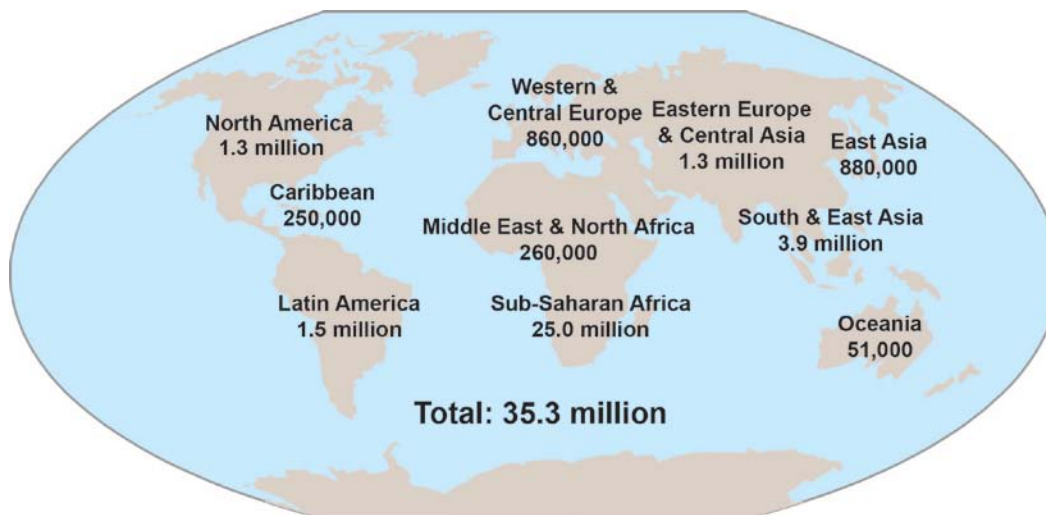 North America
1.3 million
Caribbean
250,000
Latin America
1.5 million
Western &
Central Europe
860,000
Middle East & North Africa
260,000
Sub-Saharan Africa
25.0 million
Eastern Europe
& Central Asia
1.3 million
East Asia
880,000
South & East Asia
3.9 million
Oceania
51,000
Total: 35.3 million